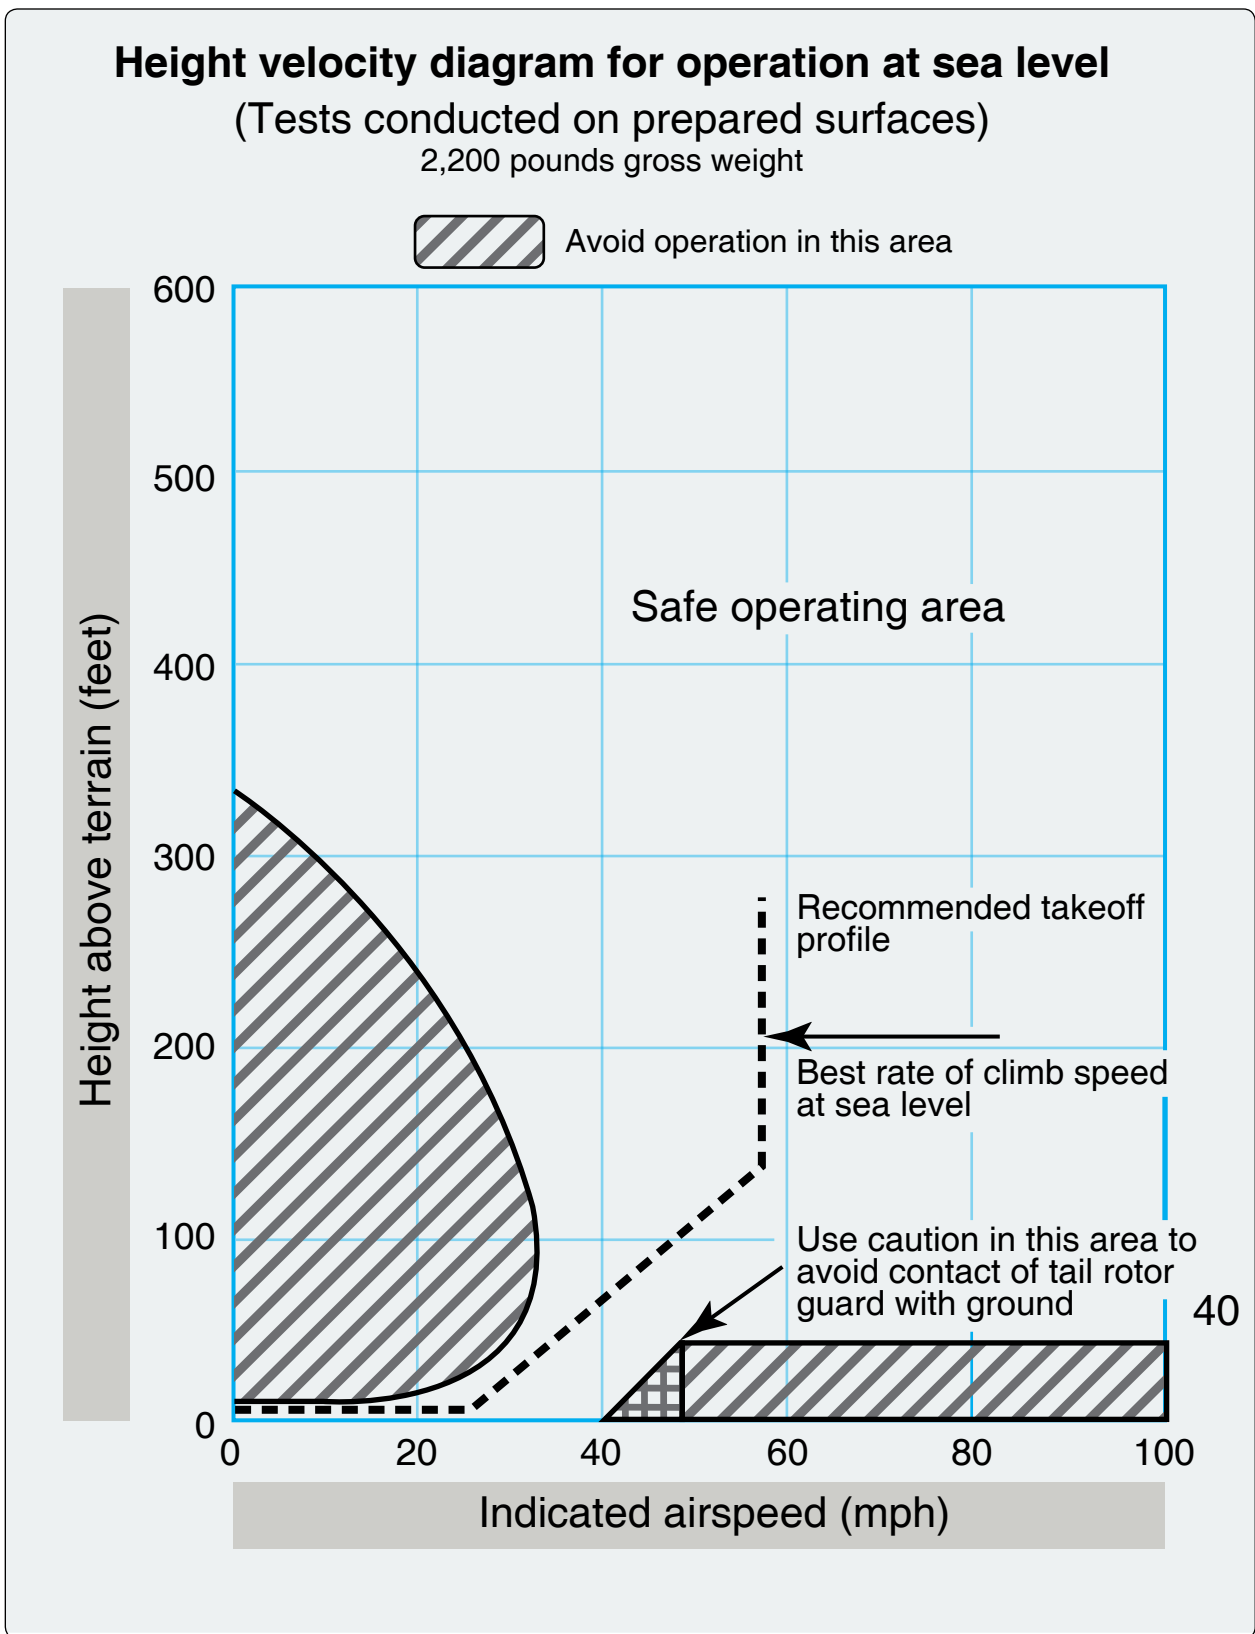 Height velocity diagram for operation at sea level
(Tests conducted on prepared surfaces)
2,200 pounds gross weight
Avoid operation in this area
600
500
400
300
200
100
0
Height above terrain (feet)
Safe operating area
Recommended takeoff
profile
Best rate of climb speed
at sea level
Use caution in this area to
avoid contact of tail rotor
guard with ground
40
0
20
40
60
80
100
Indicated airspeed (mph)